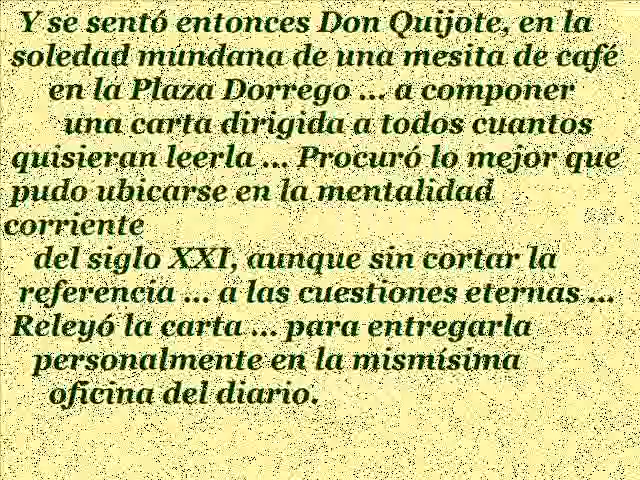 Y se sentó entonces Don Quijote, en la
soledad mundana de una mesita de café
en la Plaza Dorrego ... a componer
una carta dirigida a todos cuantos
quisieran leerla ... Procuró lo mejor que
pudo ubicarse en la mentalidad
corriente
del siglo XXI, aunque sin cortar la
referencia ... a las cuestiones eternas ...
Releyó la carta ... para entregarla
personalmente en la mismísima
oficina del diario.